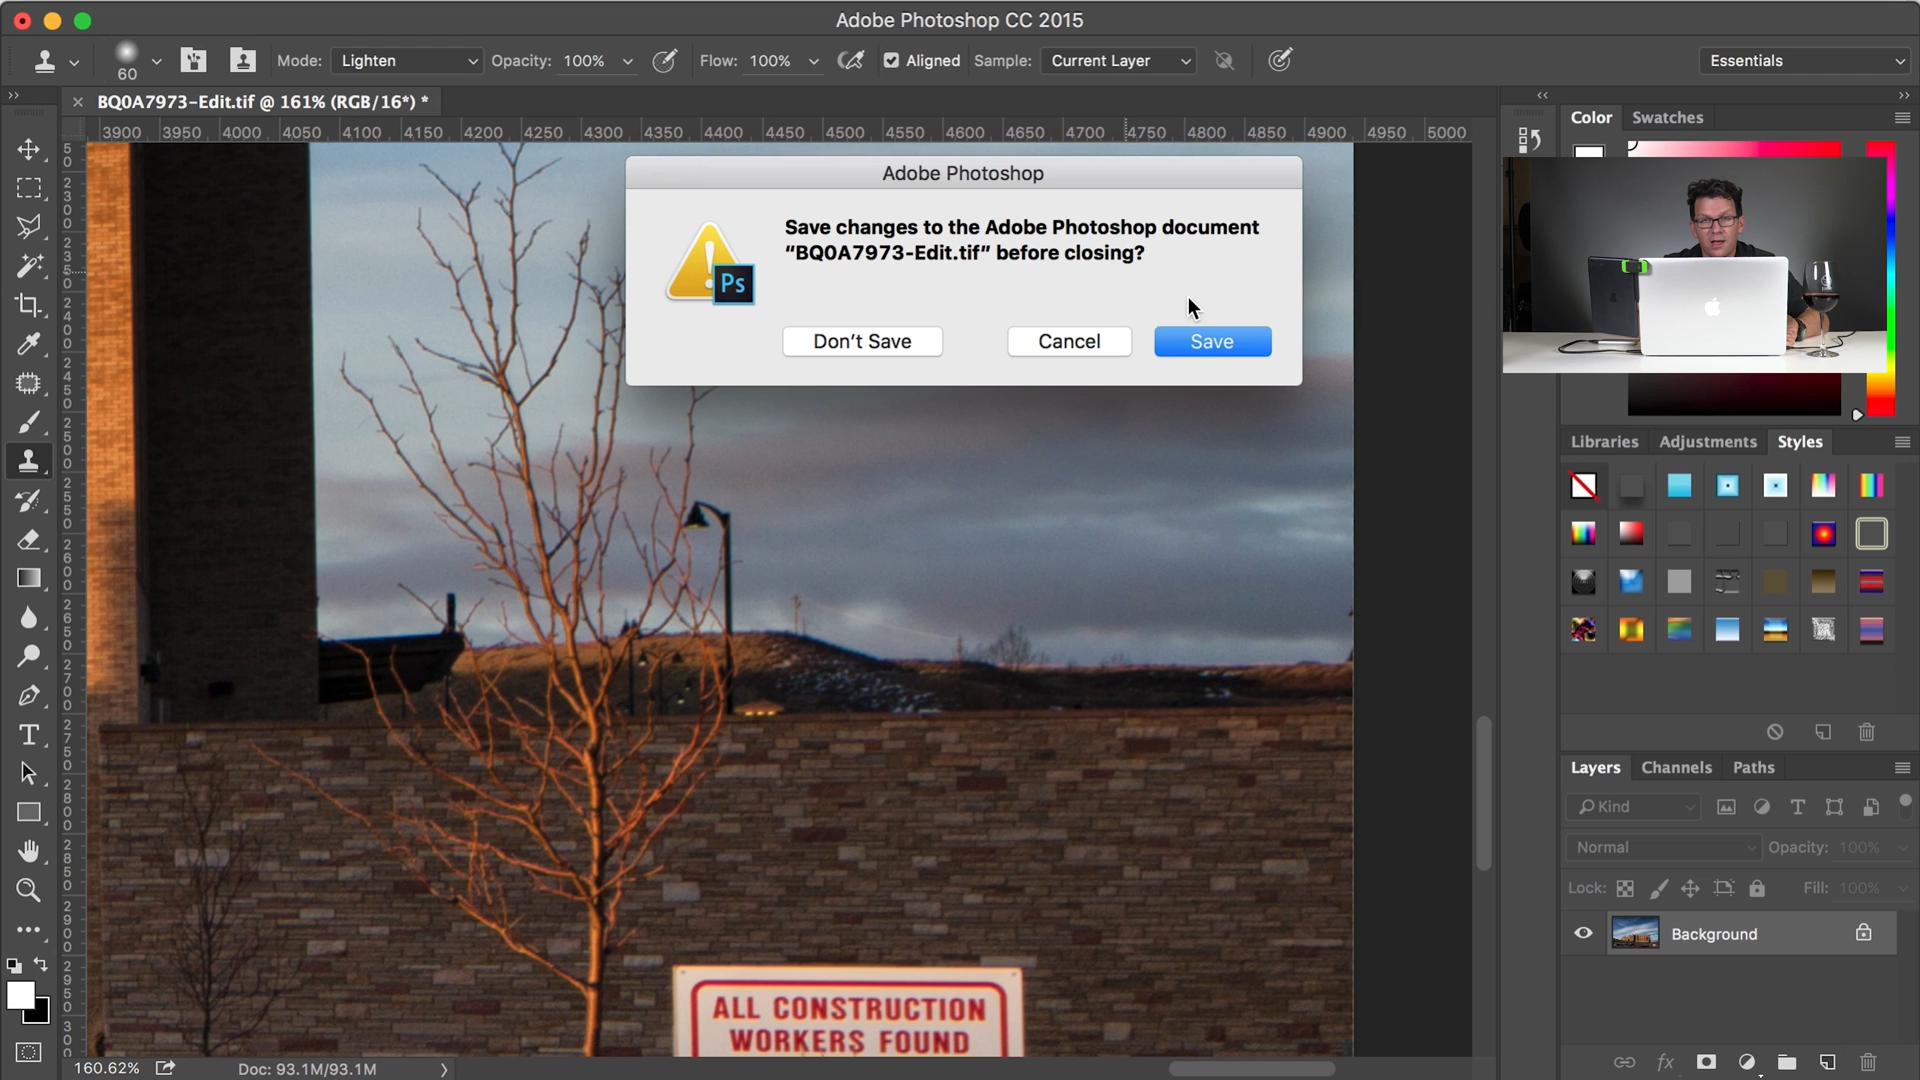 Adobe Photoshop CC 2015
60
Mode: Lighten Opacity: 100% Flow: 100% Aligned Sample: Current Layer Essentials
BQ0A7973-Edit.tif @ 161% (RGB/16*) *
3900 3950 4000 4050 4100 4150 4200 4250 4300 4350 4400 4450 4500 4550 4600 4650 4700 4750 4800 4850 4900 4950 5000
Color Swatches
Adobe Photoshop
Save changes to the Adobe Photoshop document
“BQ0A7973-Edit.tif” before closing?
Ps
Don’t Save Cancel Save
Libraries Adjustments Styles
Layers Channels Paths
Kind
Normal Opacity: 100%
Lock: Fill: 100%
Background
ALL CONSTRUCTION
WORKERS FOUND
160.62% Doc: 93.1M/93.1M